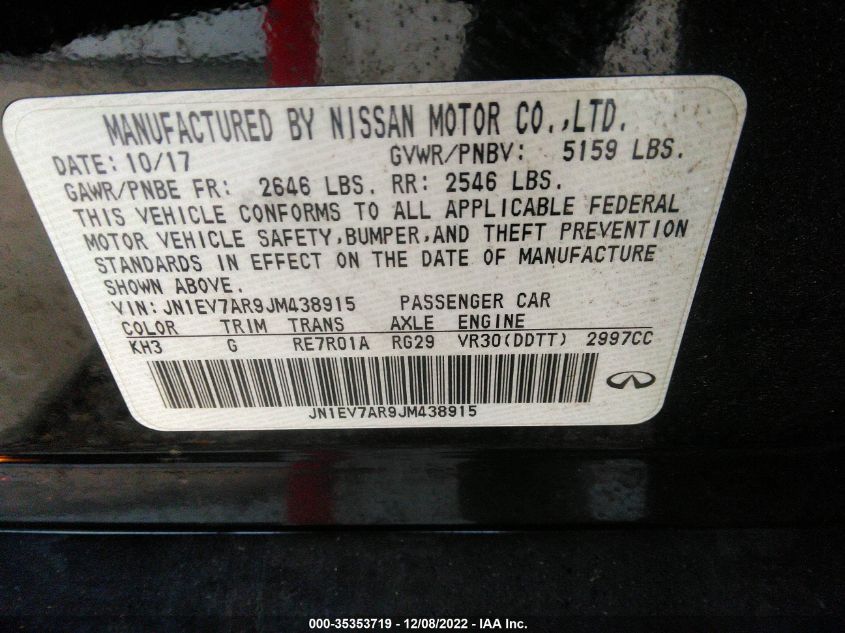 MANUFACTURED BY NISSAN MOTOR CO.,LTD.
DATE: 10/17 GVWR/PNBV: 5159 LBS.
GAWR/PNBE FR: 2646 LBS. RR: 2546 LBS.
THIS VEHICLE CONFORMS TO ALL APPLICABLE FEDERAL
MOTOR VEHICLE SAFETY,BUMPER,AND THEFT PREVENTION
STANDARDS IN EFFECT ON THE DATE OF MANUFACTURE
SHOWN ABOVE.
VIN: JN1EV7AR9JM438915 PASSENGER CAR
COLOR TRIM TRANS AXLE ENGINE
KH3 G RE7R01A RG29 VR30(DDTT) 2997CC
JN1EV7AR9JM438915
000-35353719 - 12/08/2022 - IAA Inc.